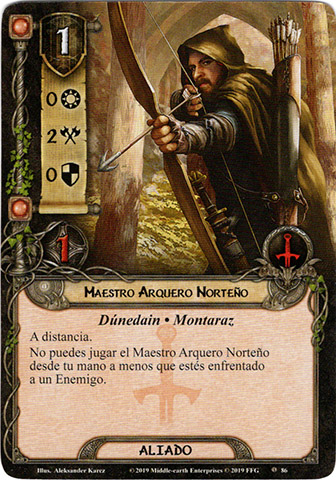 1
0
2
0
1
Maestro Arquero Norteño
Dúnedain • Montaraz
A distancia.
No puedes jugar el Maestro Arquero Norteño
desde tu mano a menos que estés enfrentado
a un Enemigo.
ALIADO
Illus. Aleksander Karcz © 2019 Middle-earth Enterprises © 2019 FFG 86